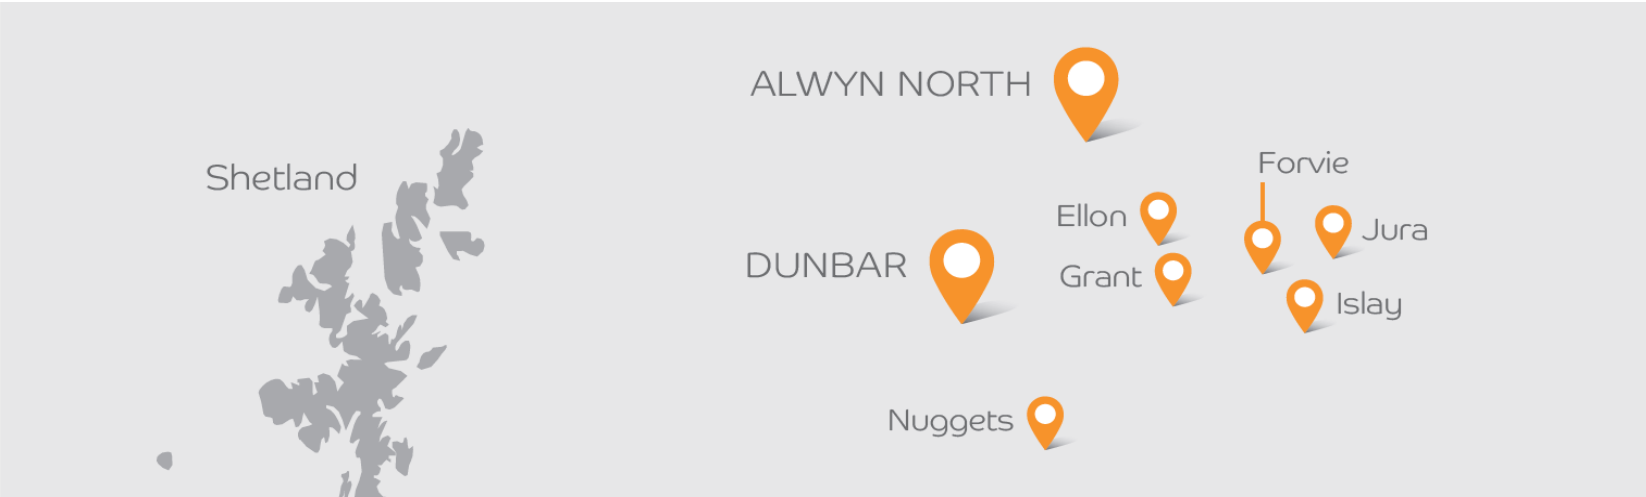 ALWYN NORTH
Forvie
Shetland
Ellon
Jura
DUNBAR
Grant
Islay
Nuggets